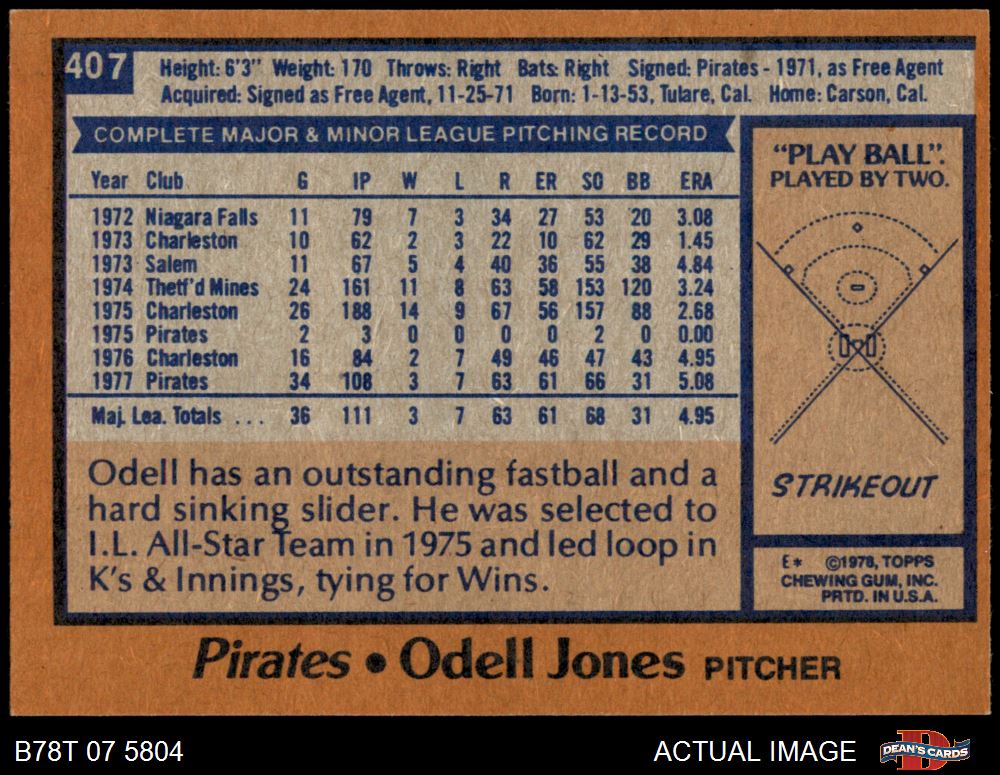 407
Height: 6'3" Weight: 170 Throws: Right Bats: Right Signed: Pirates - 1971, as Free Agent
Acquired: Signed as Free Agent, 11-25-71 Born: 1-13-53, Tulare, Cal. Home: Carson, Cal.
COMPLETE MAJOR & MINOR LEAGUE PITCHING RECORD
Year Club G IP W L R ER SO BB ERA
1972 Niagara Falls 11 79 7 3 34 27 53 20 3.08
1973 Charleston 10 62 2 3 22 10 62 29 1.45
1973 Salem 11 67 5 4 40 36 55 38 4.84
1974 Thetf'd Mines 24 161 11 8 63 58 153 120 3.24
1975 Charleston 26 188 14 9 67 56 157 88 2.68
1975 Pirates 2 3 0 0 0 0 2 0 0.00
1976 Charleston 16 84 2 7 49 46 47 43 4.95
1977 Pirates 34 108 3 7 63 61 66 31 5.08
Maj. Lea. Totals ... 36 111 3 7 63 61 68 31 4.95
Odell has an outstanding fastball and a
hard sinking slider. He was selected to
I.L. All-Star Team in 1975 and led loop in
K's & Innings, tying for Wins.
"PLAY BALL".
PLAYED BY TWO.
STRIKEOUT
E* ©1978, TOPPS
CHEWING GUM, INC.
PRTD. IN U.S.A.
Pirates • Odell Jones PITCHER
B78T 07 5804
ACTUAL IMAGE
D
DEAN'S CARDS